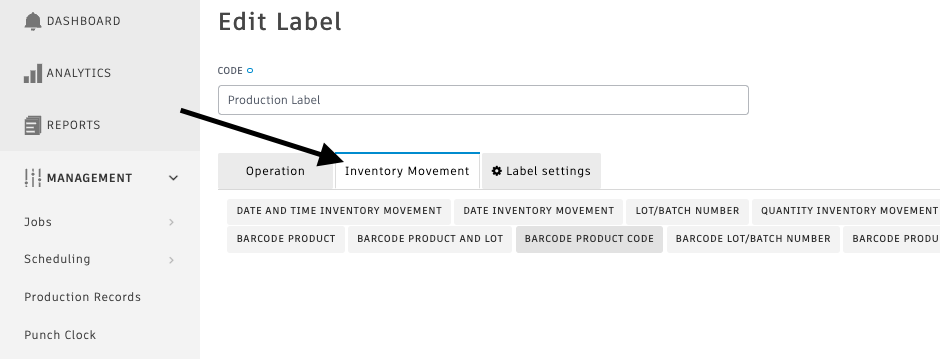 DASHBOARD
ANALYTICS
REPORTS
MANAGEMENT
Jobs
Scheduling
Production Records
Punch Clock
Edit Label
CODE
Production Label
Operation Inventory Movement Label settings
DATE AND TIME INVENTORY MOVEMENT DATE INVENTORY MOVEMENT LOT/BATCH NUMBER QUANTITY INVENTORY MOVEMENT
BARCODE PRODUCT BARCODE PRODUCT AND LOT BARCODE PRODUCT CODE BARCODE LOT/BATCH NUMBER BARCODE PRODU